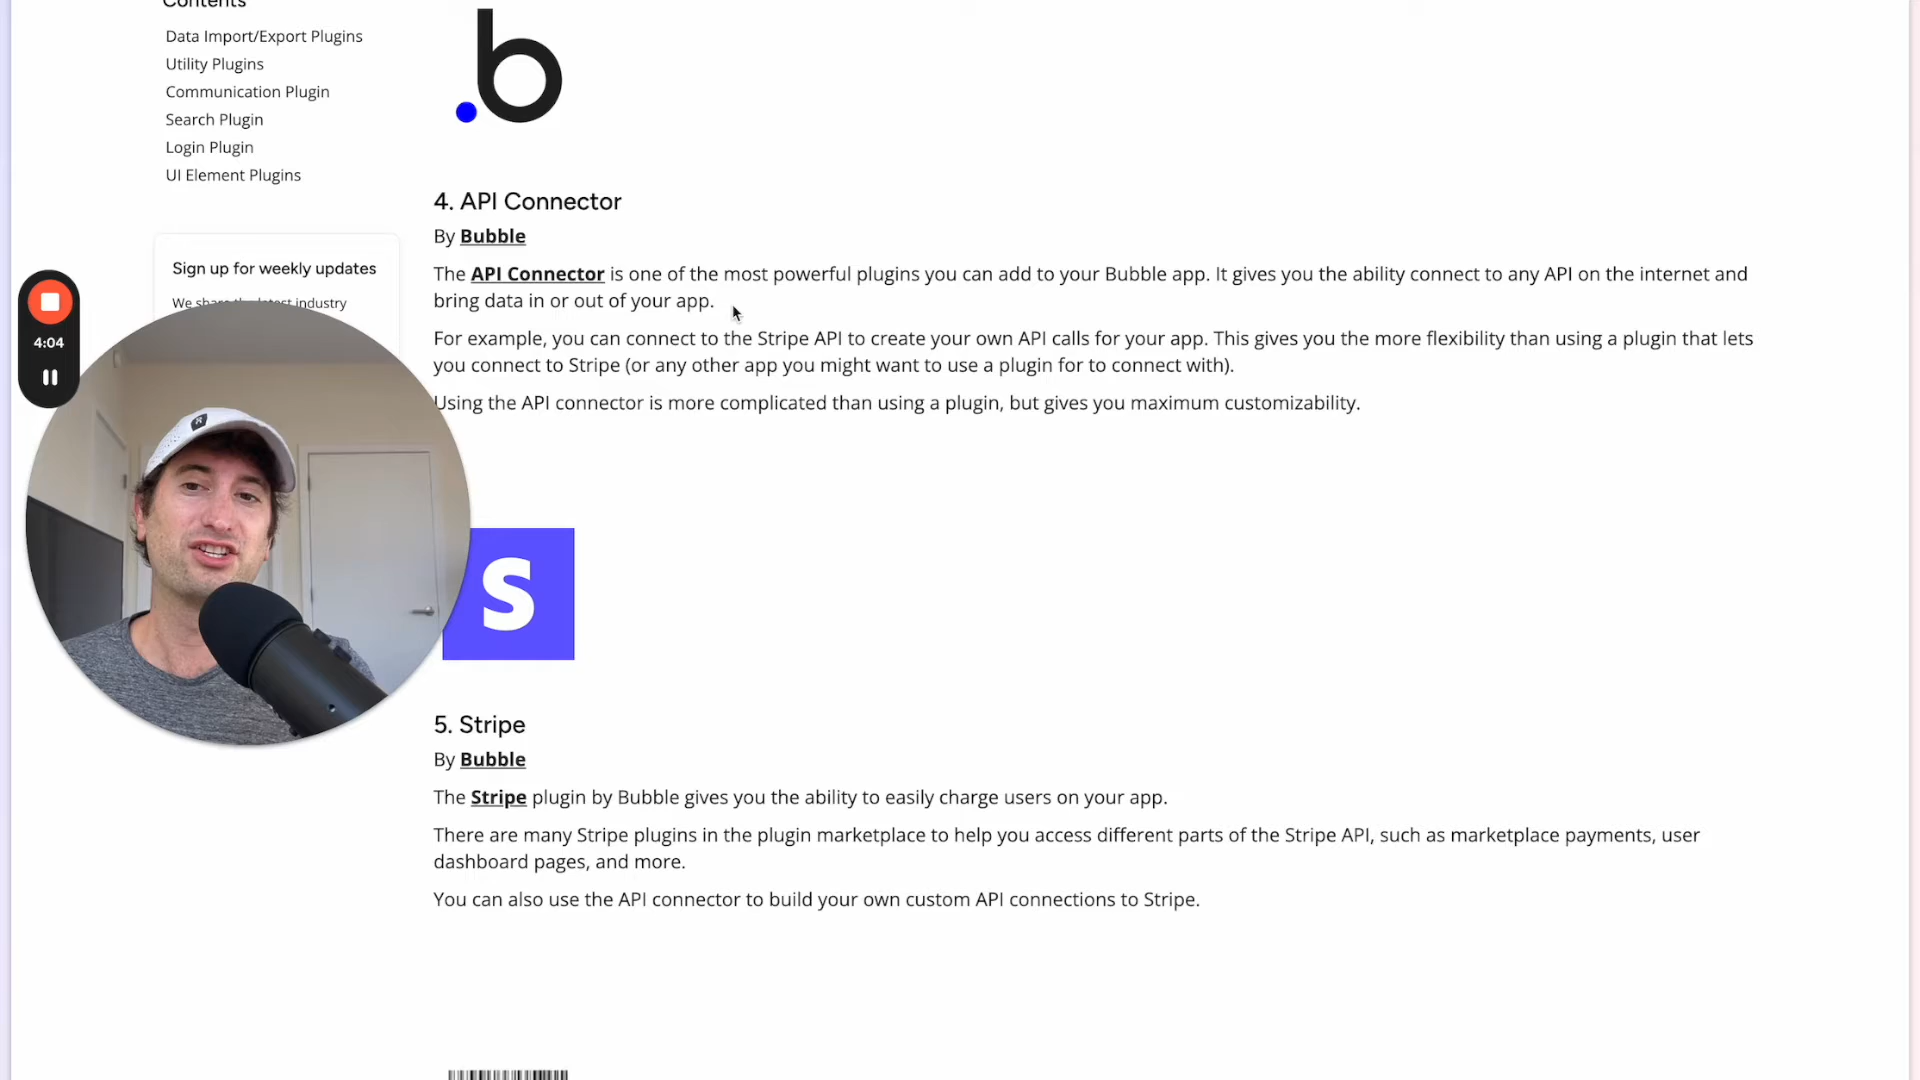 Contents
Data Import/Export Plugins
Utility Plugins
Communication Plugin
Search Plugin
Login Plugin
UI Element Plugins
Sign up for weekly updates
We share the latest industry
4:04
b
4. API Connector
By Bubble
The API Connector is one of the most powerful plugins you can add to your Bubble app. It gives you the ability connect to any API on the internet and
bring data in or out of your app.
For example, you can connect to the Stripe API to create your own API calls for your app. This gives you the more flexibility than using a plugin that lets
you connect to Stripe (or any other app you might want to use a plugin for to connect with).
Using the API connector is more complicated than using a plugin, but gives you maximum customizability.
S
5. Stripe
By Bubble
The Stripe plugin by Bubble gives you the ability to easily charge users on your app.
There are many Stripe plugins in the plugin marketplace to help you access different parts of the Stripe API, such as marketplace payments, user
dashboard pages, and more.
You can also use the API connector to build your own custom API connections to Stripe.